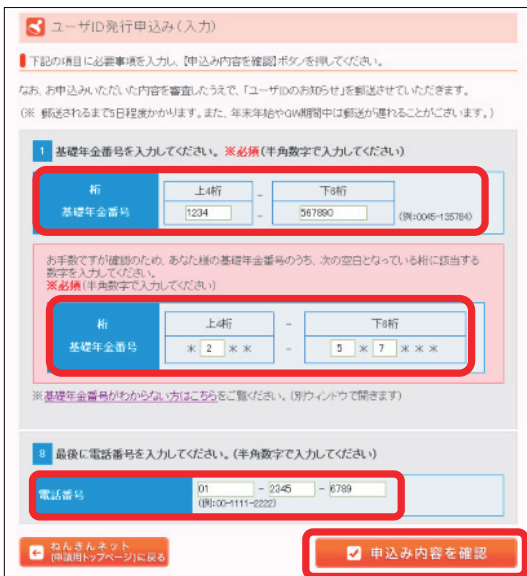 ユーザID発行申込み(入力)
下記の項目に必要事項を入力し、【申込み内容を確認】ボタンを押してください。
なお、お申込みいただいた内容を審査したうえで、「ユーザIDのお知らせ」を郵送させていただきます。
(※ 郵送されるまで5日程度かかります。また、年末年始やGW期間中は郵送が遅れることがございます。)
1 基礎年金番号を入力してください。※必須(半角数字で入力してください)
桁 上4桁 - 下6桁
基礎年金番号 1234 - 567890 (例:0045-135784)
お手数ですが確認のため、あなた様の基礎年金番号のうち、次の空白となっている桁に該当する
数字を入力してください。
※必須(半角数字で入力してください)
桁 上4桁 - 下6桁
基礎年金番号 * 2 * * - 5 * 7 * * *
※基礎年金番号がわからない方はこちらをご覧ください。(別ウィンドウで開きます)
8 最後に電話番号を入力してください。(半角数字で入力してください)
電話番号 01 - 2345 - 6789
(例:00-1111-2222)
ねんきんネット
(申請用トップページ)に戻る
申込み内容を確認